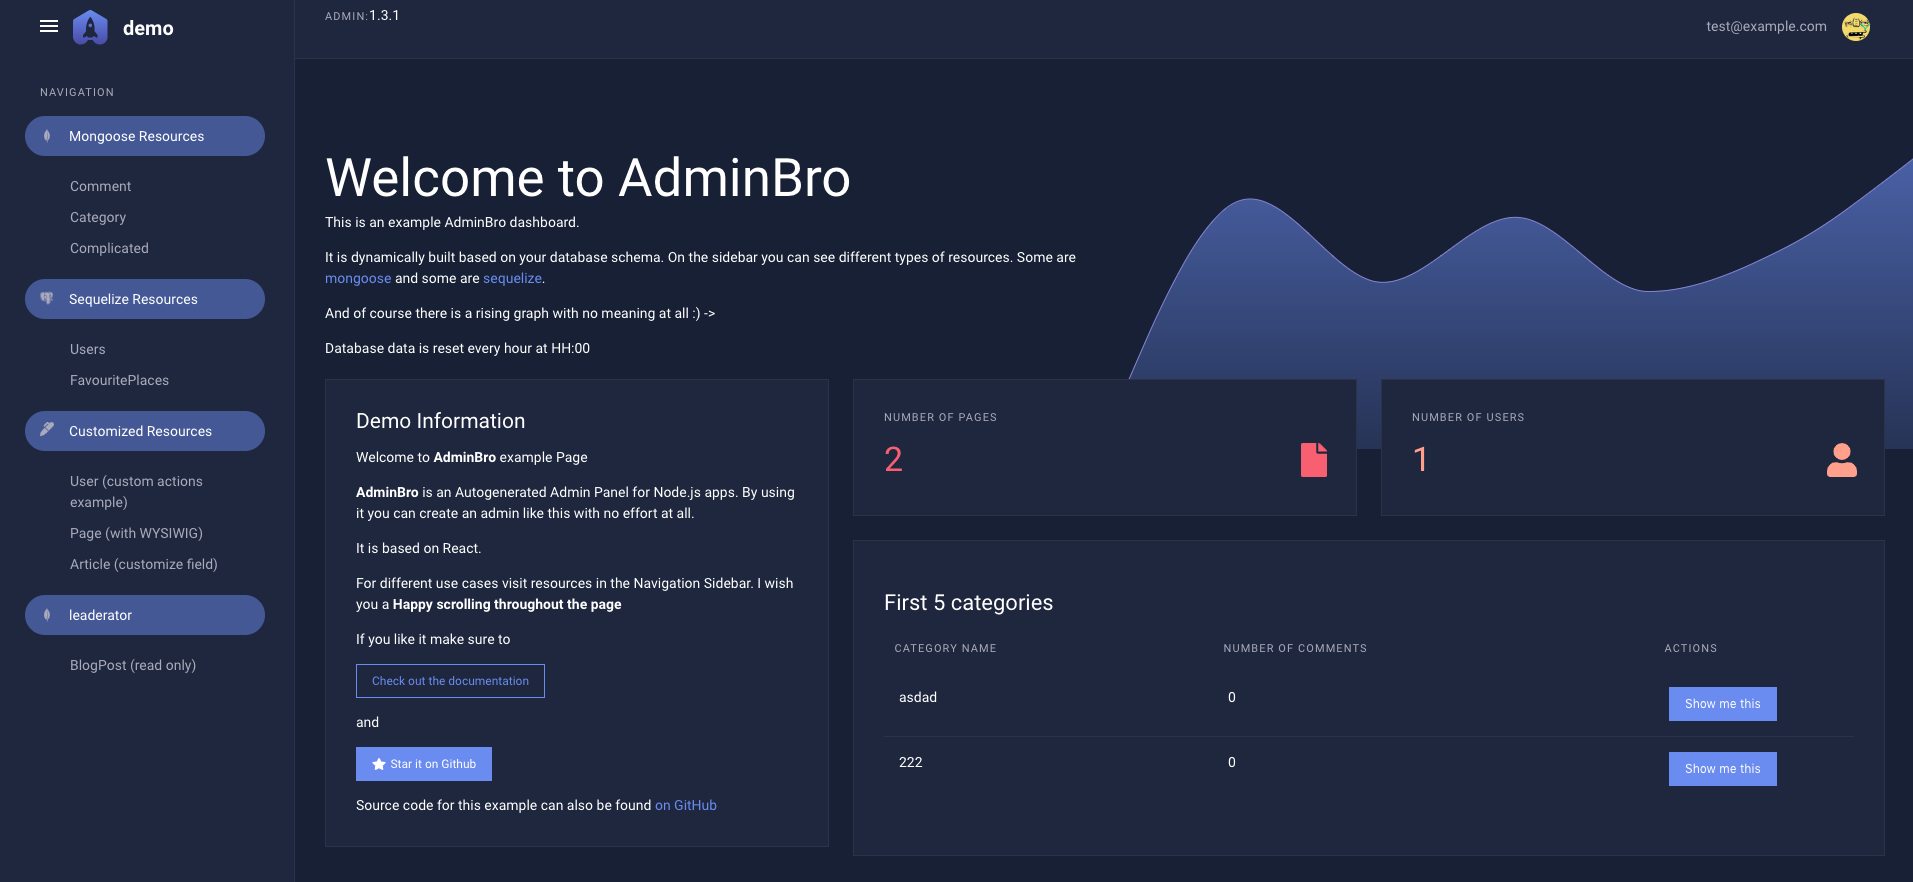 demo
ADMIN:1.3.1
test@example.com
NAVIGATION
Mongoose Resources
Comment
Category
Complicated
Sequelize Resources
Users
FavouritePlaces
Customized Resources
User (custom actions
example)
Page (with WYSIWIG)
Article (customize field)
leaderator
BlogPost (read only)
Welcome to AdminBro
This is an example AdminBro dashboard.
It is dynamically built based on your database schema. On the sidebar you can see different types of resources. Some are
mongoose and some are sequelize.
And of course there is a rising graph with no meaning at all :) ->
Database data is reset every hour at HH:00
Demo Information
Welcome to AdminBro example Page
AdminBro is an Autogenerated Admin Panel for Node.js apps. By using
it you can create an admin like this with no effort at all.
It is based on React.
For different use cases visit resources in the Navigation Sidebar. I wish
you a Happy scrolling throughout the page
If you like it make sure to
Check out the documentation
and
Star it on Github
Source code for this example can also be found on GitHub
NUMBER OF PAGES
2
NUMBER OF USERS
1
First 5 categories
CATEGORY NAME NUMBER OF COMMENTS ACTIONS
asdad 0 Show me this
222 0 Show me this